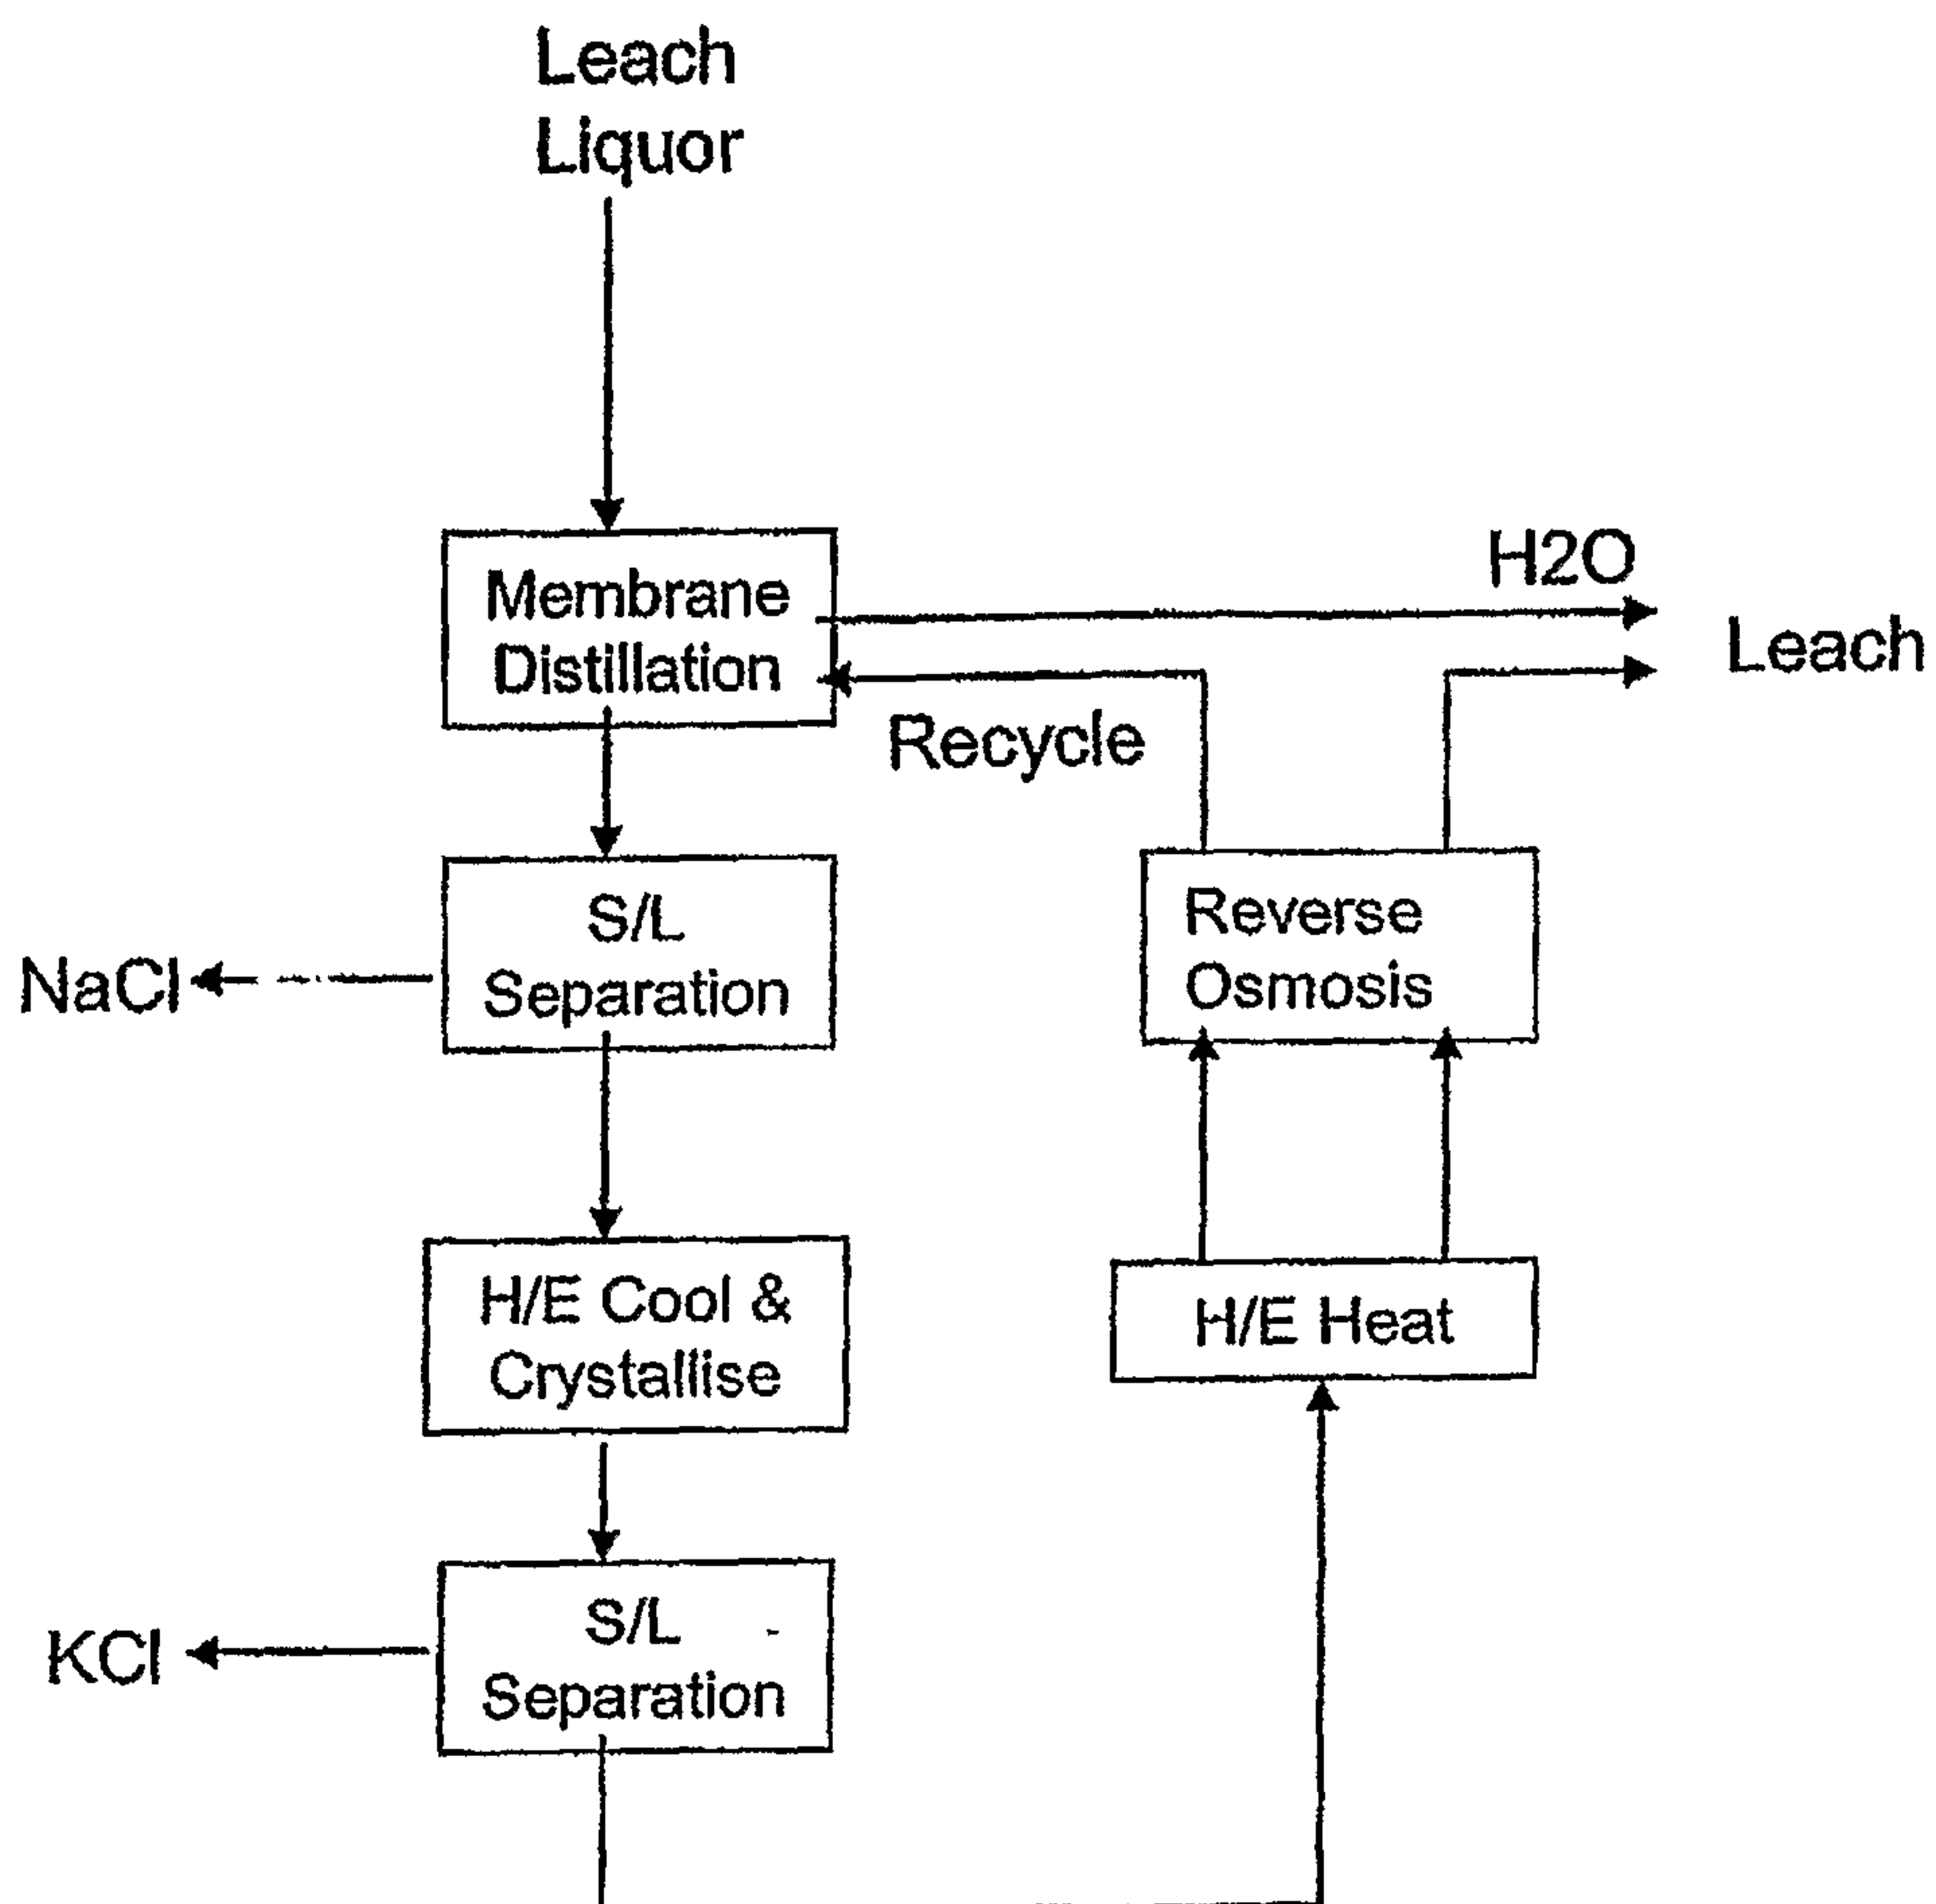 Leach
Liquor
Membrane
Distillation
H2O
Leach
Recycle
S/L
Separation
NaCl
Reverse
Osmosis
H/E Cool &
Crystallise
H/E Heat
S/L
Separation
KCl